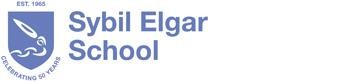 EST. 1965
Sybil Elgar
School
CELEBRATING 50 YEARS